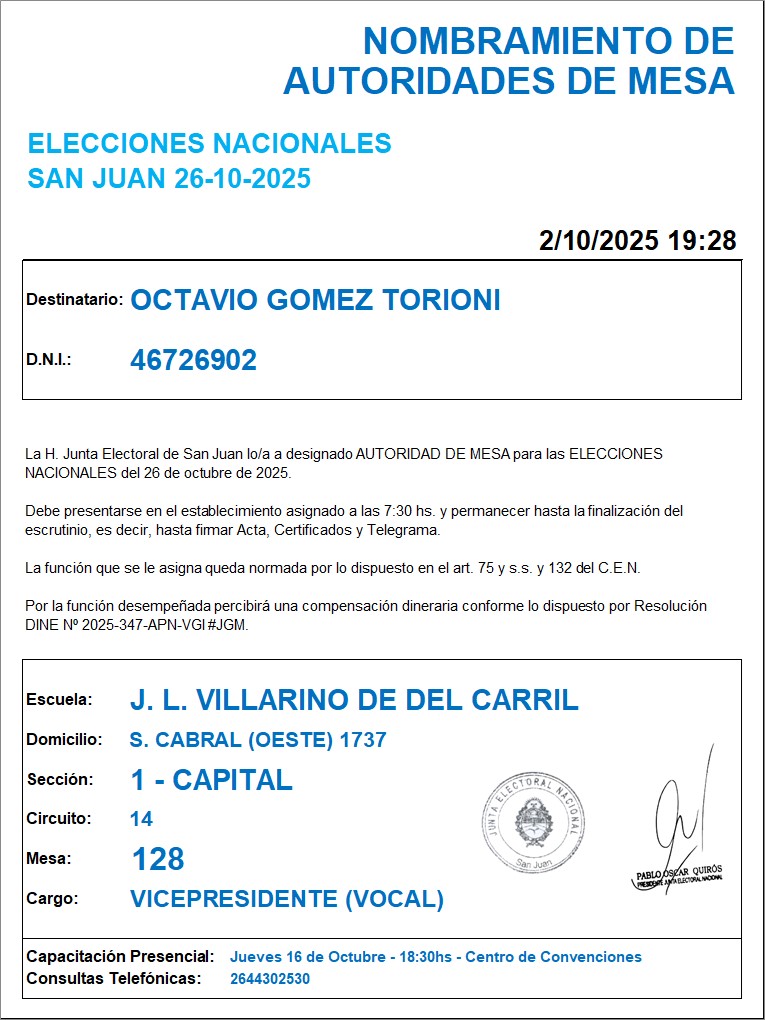 NOMBRAMIENTO DE
AUTORIDADES DE MESA
ELECCIONES NACIONALES
SAN JUAN 26-10-2025
2/10/2025 19:28
Destinatario: OCTAVIO GOMEZ TORIONI
D.N.I.: 46726902
La H. Junta Electoral de San Juan lo/a a designado AUTORIDAD DE MESA para las ELECCIONES
NACIONALES del 26 de octubre de 2025.
Debe presentarse en el establecimiento asignado a las 7:30 hs. y permanecer hasta la finalización del
escrutinio, es decir, hasta firmar Acta, Certificados y Telegrama.
La función que se le asigna queda normada por lo dispuesto en el art. 75 y s.s. y 132 del C.E.N.
Por la función desempeñada percibirá una compensación dineraria conforme lo dispuesto por Resolución
DINE Nº 2025-347-APN-VGI#JGM.
Escuela: J. L. VILLARINO DE DEL CARRIL
Domicilio: S. CABRAL (OESTE) 1737
Sección: 1 - CAPITAL
Circuito: 14
Mesa: 128
Cargo: VICEPRESIDENTE (VOCAL)
JUNTA ELECTORAL NACIONAL
San Juan
PABLO OSCAR QUIRÓS
PRESIDENTE JUNTA ELECTORAL NACIONAL
Capacitación Presencial: Jueves 16 de Octubre - 18:30hs - Centro de Convenciones
Consultas Telefónicas: 2644302530